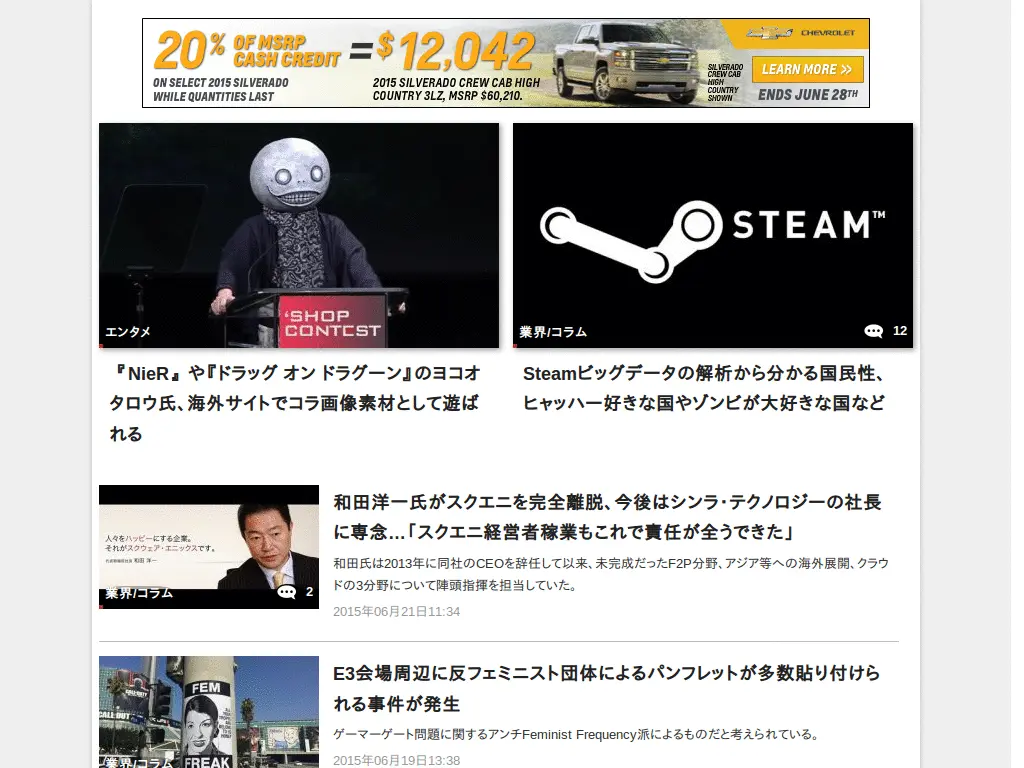 20% OF MSRP CASH CREDIT = $12,042
ON SELECT 2015 SILVERADO
WHILE QUANTITIES LAST
2015 SILVERADO CREW CAB HIGH
COUNTRY 3LZ, MSRP $60,210.
SILVERADO
CREW CAB
HIGH
COUNTRY
SHOWN
CHEVROLET
LEARN MORE >>
ENDS JUNE 28TH
'SHOP
CONTEST
エンタメ
STEAM™
業界/コラム
12
『NieR』や『ドラッグ オン ドラグーン』のヨコオ
タロウ氏、海外サイトでコラ画像素材として遊ば
れる
Steamビッグデータの解析から分かる国民性、
ヒャッハー好きな国やゾンビが大好きな国など
人々をハッピーにする企業。
それがスクウェア・エニックスです。
業界/コラム
2
和田洋一氏がスクエニを完全離脱、今後はシンラ・テクノロジーの社長
に専念…「スクエニ経営者稼業もこれで責任が全うできた」
和田氏は2013年に同社のCEOを辞任して以来、未完成だったF2P分野、アジア等への海外展開、クラウ
ドの3分野について陣頭指揮を担当していた。
2015年06月21日11:34
FEM
FREAK
CALL OUT
業界/コラム
E3会場周辺に反フェミニスト団体によるパンフレットが多数貼り付けら
れる事件が発生
ゲーマーゲート問題に関するアンチFeminist Frequency派によるものだと考えられている。
2015年06月19日13:38